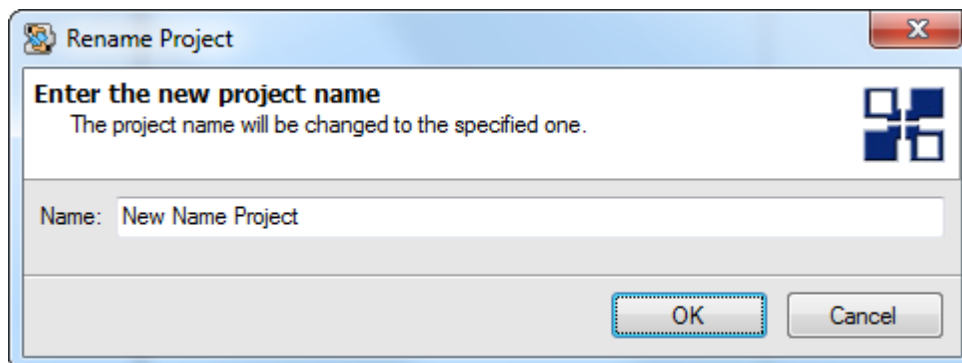 Rename Project
Enter the new project name
The project name will be changed to the specified one.
Name: New Name Project
OK Cancel